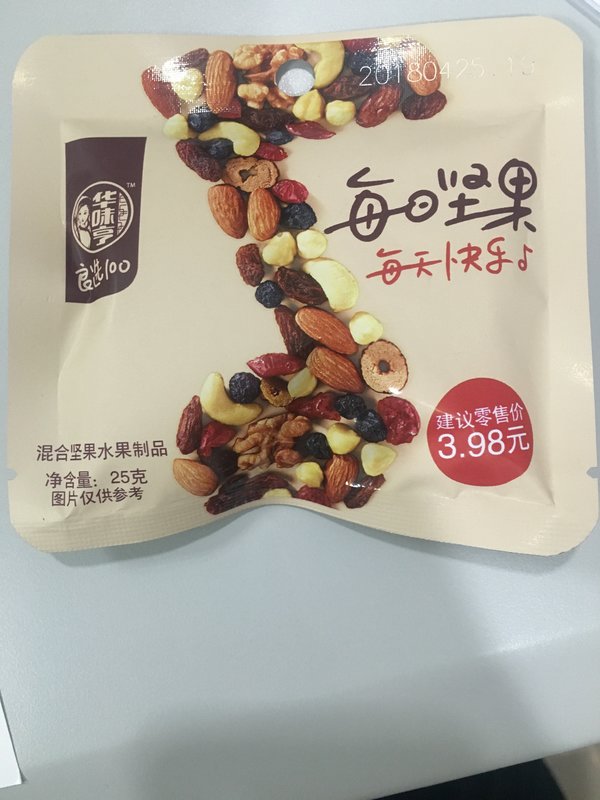 20180425.15
华味亨
TM
良选100
每日坚果
每天快乐
建议零售价
3.98元
混合坚果水果制品
净含量: 25克
图片仅供参考